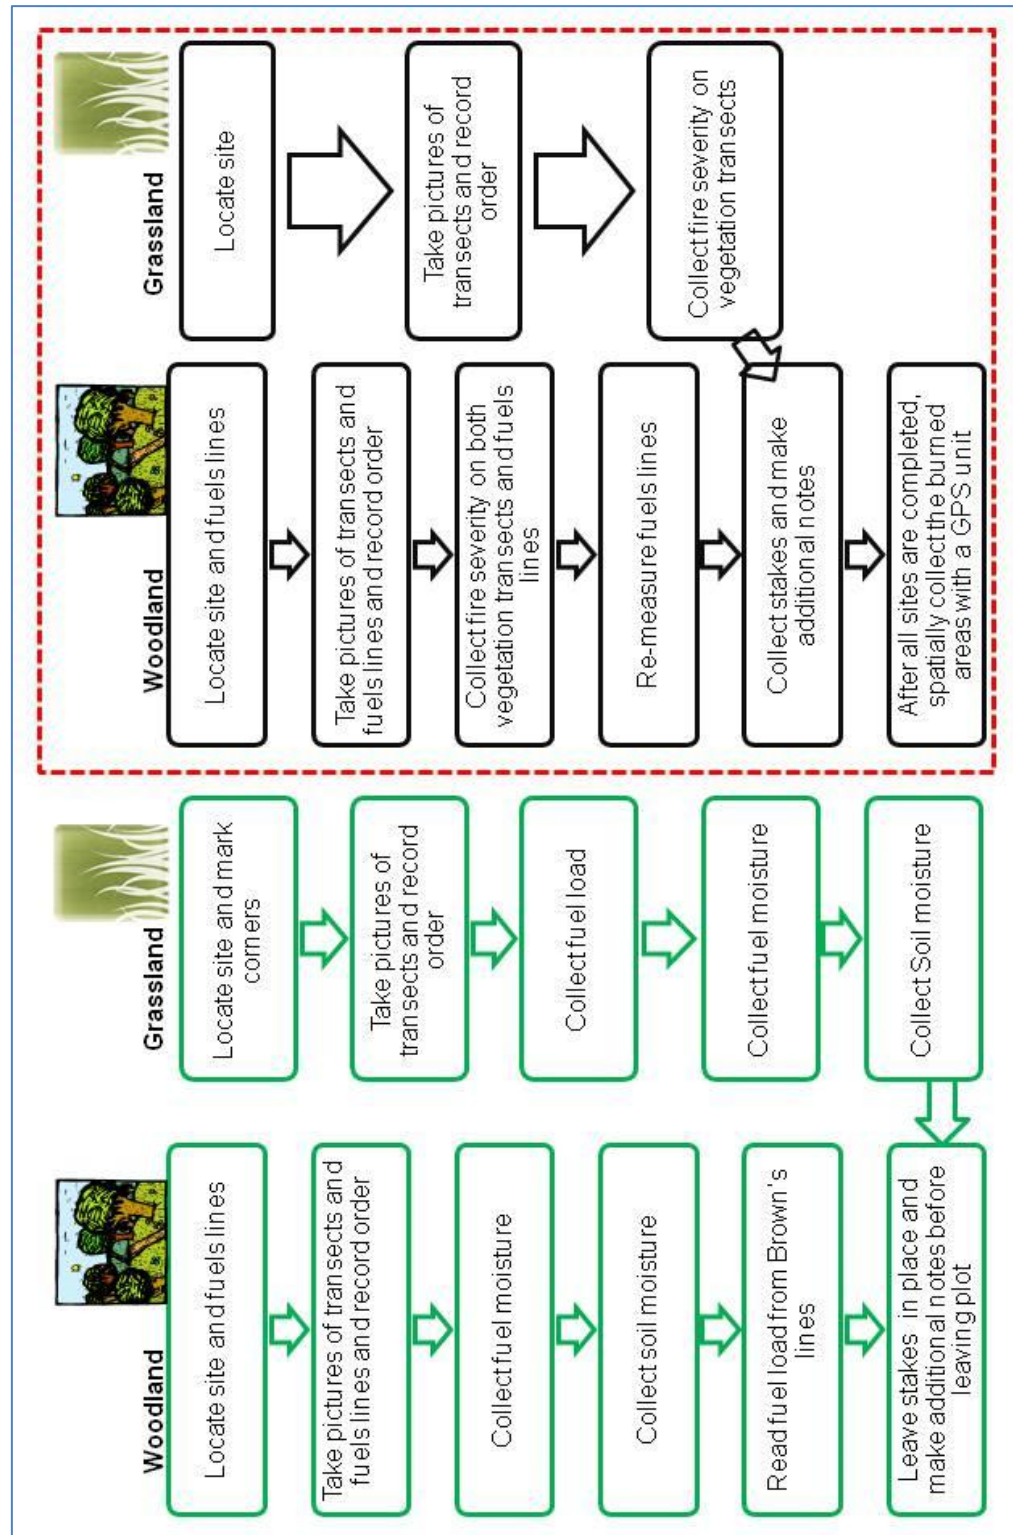 Woodland
Locate site and fuels lines
Take pictures of transects and
fuels lines and record order
Collect fuel moisture
Collect soil moisture
Read fuel load from Brown's
lines
Leave stakes in place and
make additional notes before
leaving plot
Grassland
Locate site and mark
corners
Take pictures of
transects and record
order
Collect fuel load
Collect fuel moisture
Collect Soil moisture
Woodland
Locate site and fuels lines
Take pictures of transects and
fuels lines and record order
Collect fire severity on both
vegetation transects and fuels
lines
Re-measure fuels lines
Collect stakes and make
additional notes
After all sites are completed,
spatially collect the burned
areas with a GPS unit
Grassland
Locate site
Take pictures of
transects and record
order
Collect fire severity on
vegetation transects